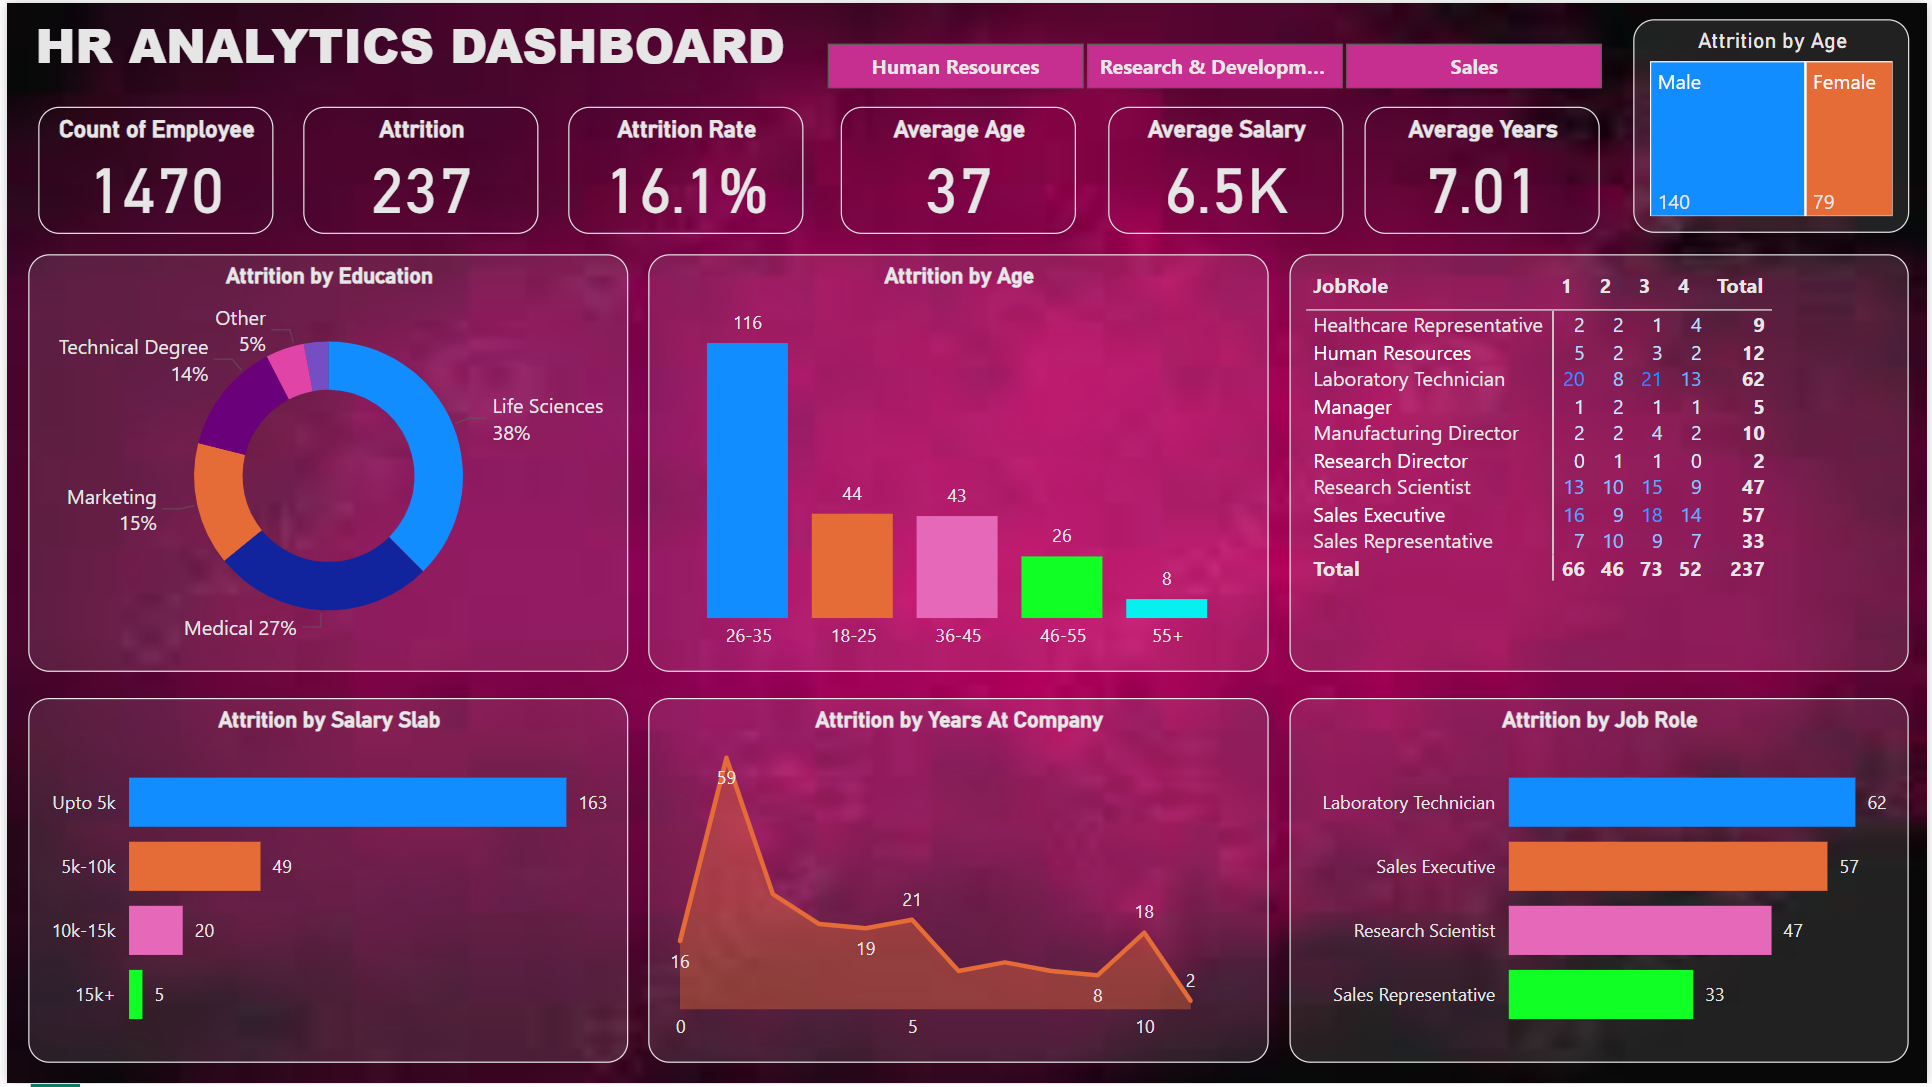 HR ANALYTICS DASHBOARD
Human Resources
Research & Developm...
Sales
Attrition by Age
Male
Female
140
79
Count of Employee
1470
Attrition
237
Attrition Rate
16.1%
Average Age
37
Average Salary
6.5K
Average Years
7.01
Attrition by Education
Other
5%
Technical Degree
14%
Life Sciences
38%
Marketing
15%
Medical 27%
Attrition by Age
116
44
43
26
8
26-35 18-25 36-45 46-55 55+
JobRole 1 2 3 4 Total
Healthcare Representative 2 2 1 4 9
Human Resources 5 2 3 2 12
Laboratory Technician 20 8 21 13 62
Manager 1 2 1 1 5
Manufacturing Director 2 2 4 2 10
Research Director 0 1 1 0 2
Research Scientist 13 10 15 9 47
Sales Executive 16 9 18 14 57
Sales Representative 7 10 9 7 33
Total 66 46 73 52 237
Attrition by Salary Slab
Upto 5k 163
5k-10k 49
10k-15k 20
15k+ 5
Attrition by Years At Company
59
21
18
19
16
2
8
0 5 10
Attrition by Job Role
Laboratory Technician 62
Sales Executive 57
Research Scientist 47
Sales Representative 33